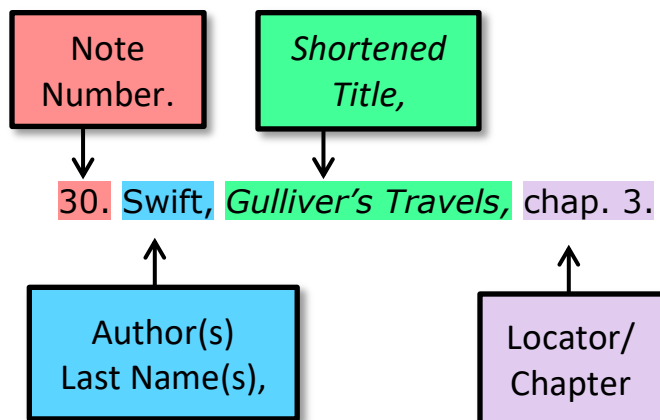 Note
Number.
Shortened
Title,
30. Swift, Gulliver’s Travels, chap. 3.
Author(s)
Last Name(s),
Locator/
Chapter